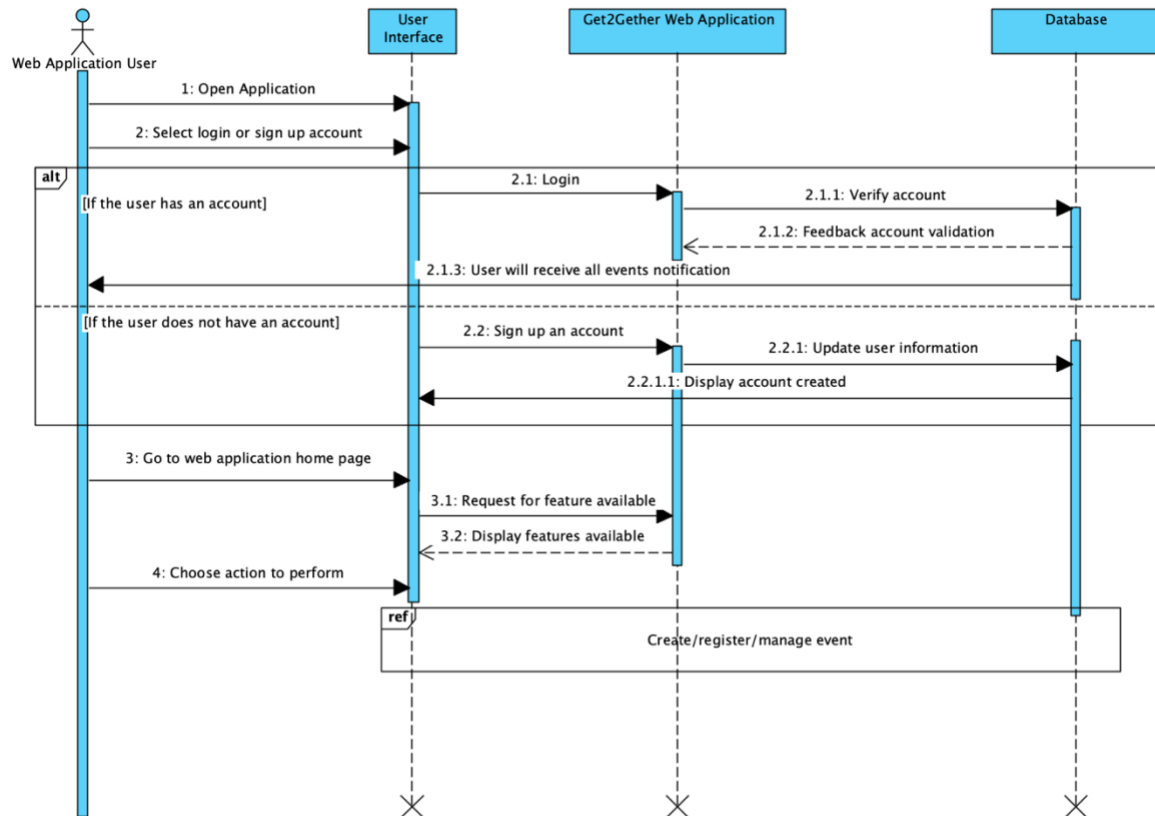 User
Interface
Get2Gether Web Application
Database
Web Application User
1: Open Application
2: Select login or sign up account
alt
2.1: Login
[If the user has an account]
2.1.1: Verify account
2.1.2: Feedback account validation
2.1.3: User will receive all events notification
[If the user does not have an account]
2.2: Sign up an account
2.2.1: Update user information
2.2.1.1: Display account created
3: Go to web application home page
3.1: Request for feature available
3.2: Display features available
4: Choose action to perform
ref
Create/register/manage event